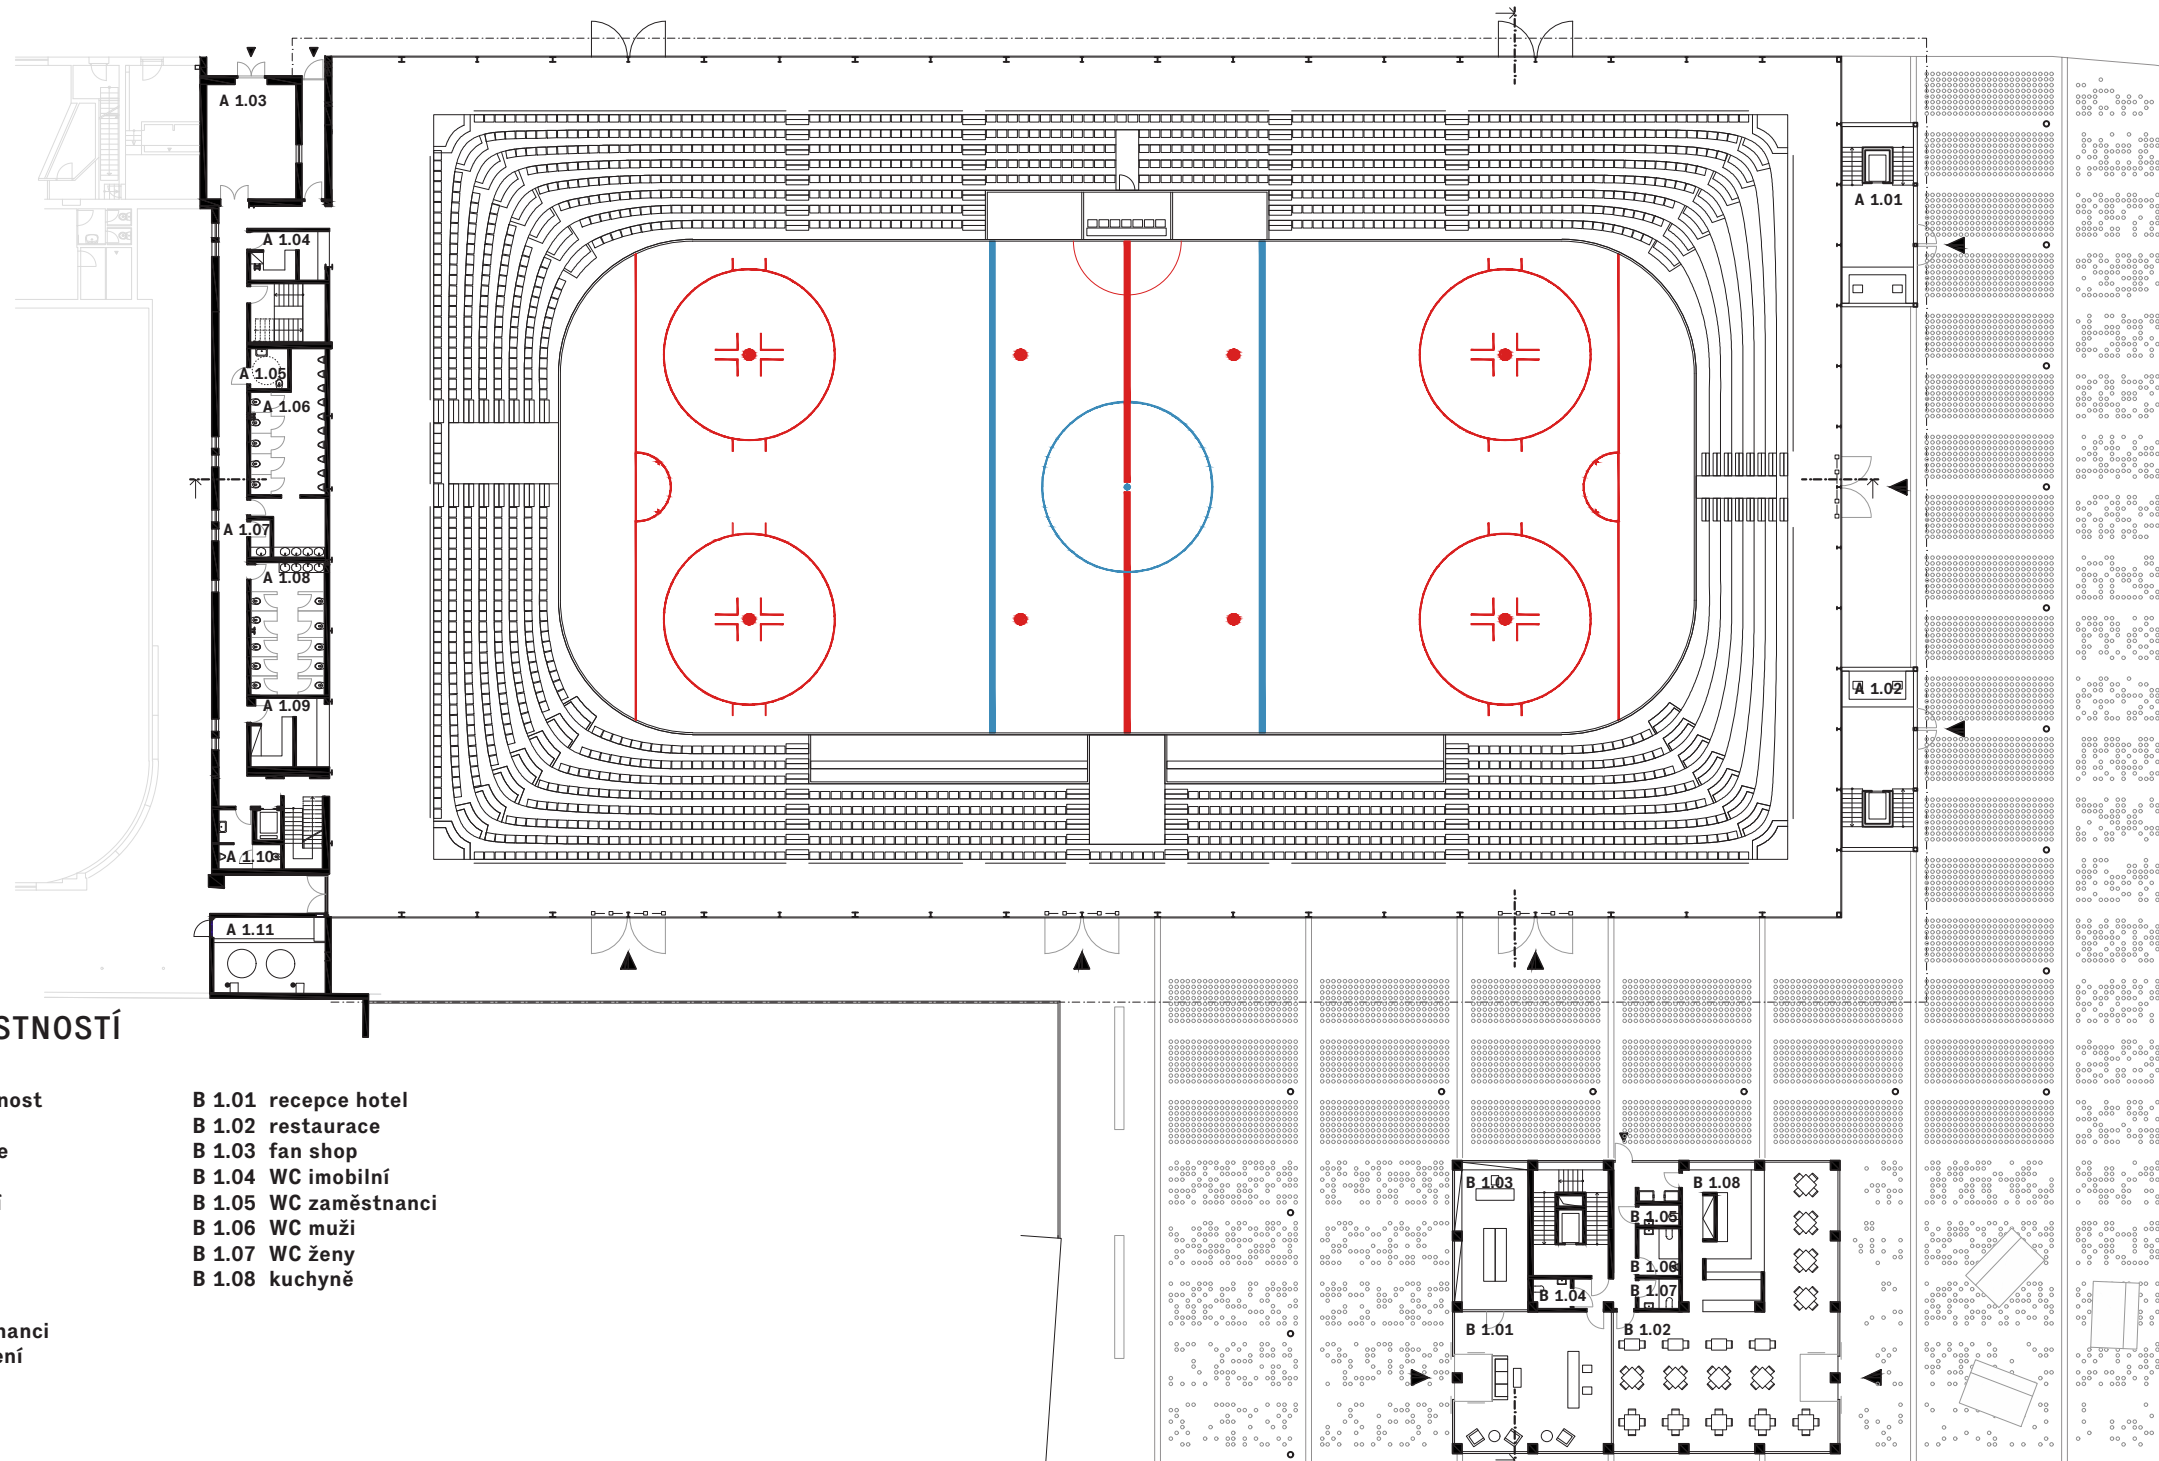 A 1.03
A 1.01
A 1.04
A 1.05
A 1.06
A 1.07
A 1.08
A 1.02
A 1.09
A 1.10
A 1.11
STNOSTÍ
nost
e
í
nanci
ení
B 1.01 recepce hotel
B 1.02 restaurace
B 1.03 fan shop
B 1.04 WC imobilní
B 1.05 WC zaměstnanci
B 1.06 WC muži
B 1.07 WC ženy
B 1.08 kuchyně
B 1.03
B 1.08
B 1.05
B 1.06
B 1.07
B 1.04
B 1.01
B 1.02